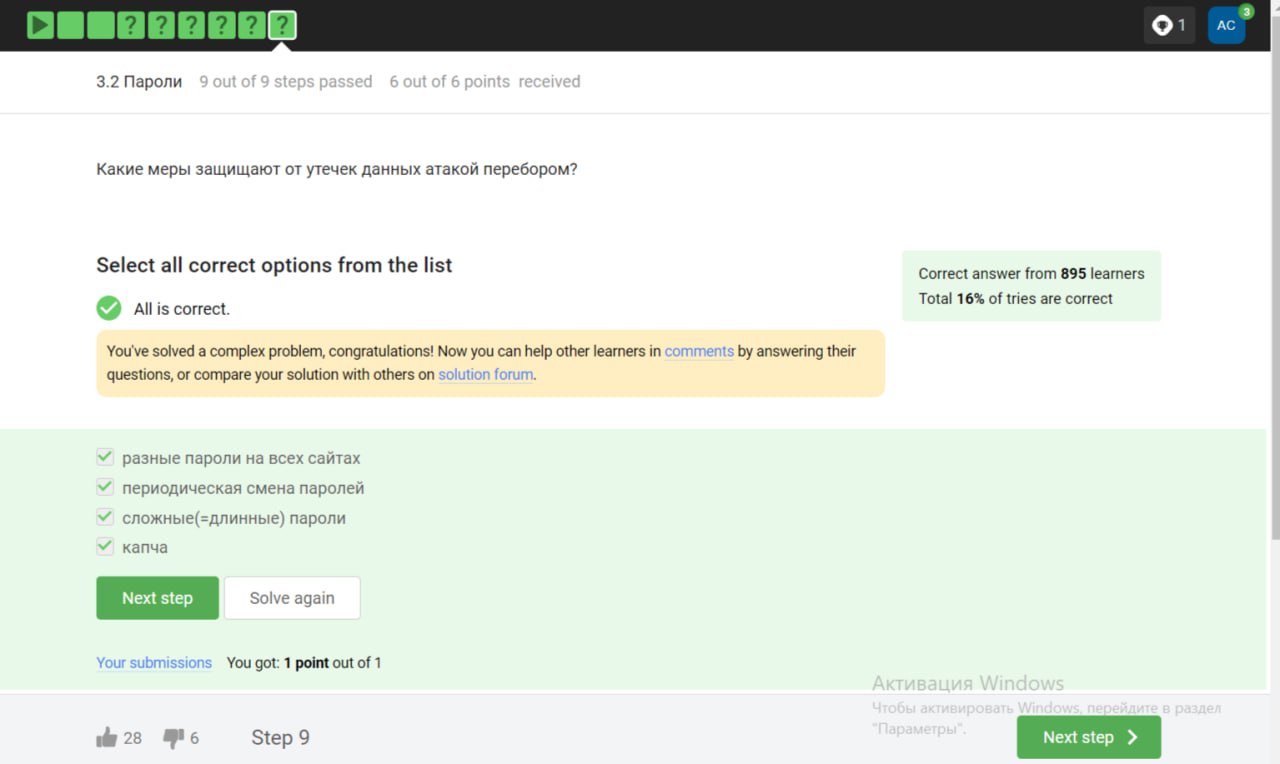 ? ? ? ? ? ?
1
AC
3
3.2 Пароли 9 out of 9 steps passed 6 out of 6 points received
Какие меры защищают от утечек данных атакой перебором?
Select all correct options from the list
Correct answer from 895 learners
Total 16% of tries are correct
All is correct.
You've solved a complex problem, congratulations! Now you can help other learners in comments by answering their
questions, or compare your solution with others on solution forum.
разные пароли на всех сайтах
периодическая смена паролей
сложные(=длинные) пароли
капча
Next step
Solve again
Your submissions You got: 1 point out of 1
Активация Windows
Чтобы активировать Windows, перейдите в раздел
"Параметры".
28
6
Step 9
Next step